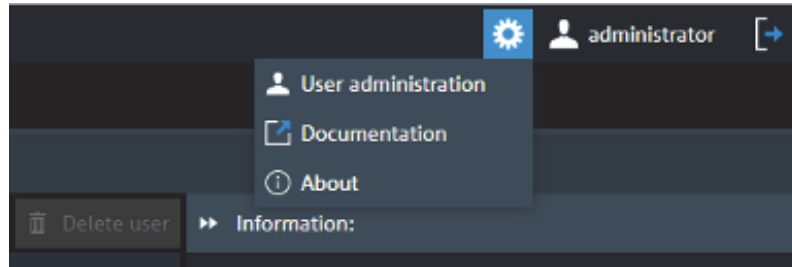 administrator
User administration
Documentation
About
Delete user
Information: